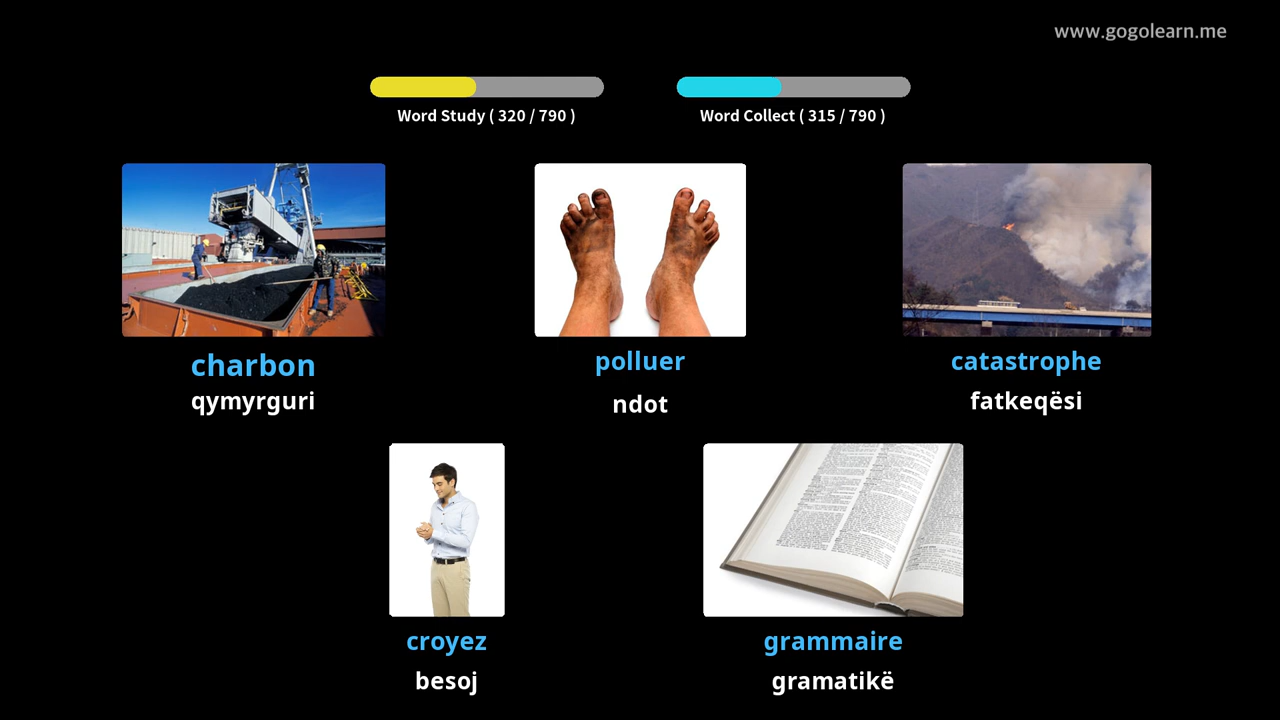 www.gogolearn.me
Word Study ( 320 / 790 )
Word Collect ( 315 / 790 )
charbon
polluer
catastrophe
qymyrguri
ndot
fatkeqësi
croyez
grammaire
besoj
gramatikë